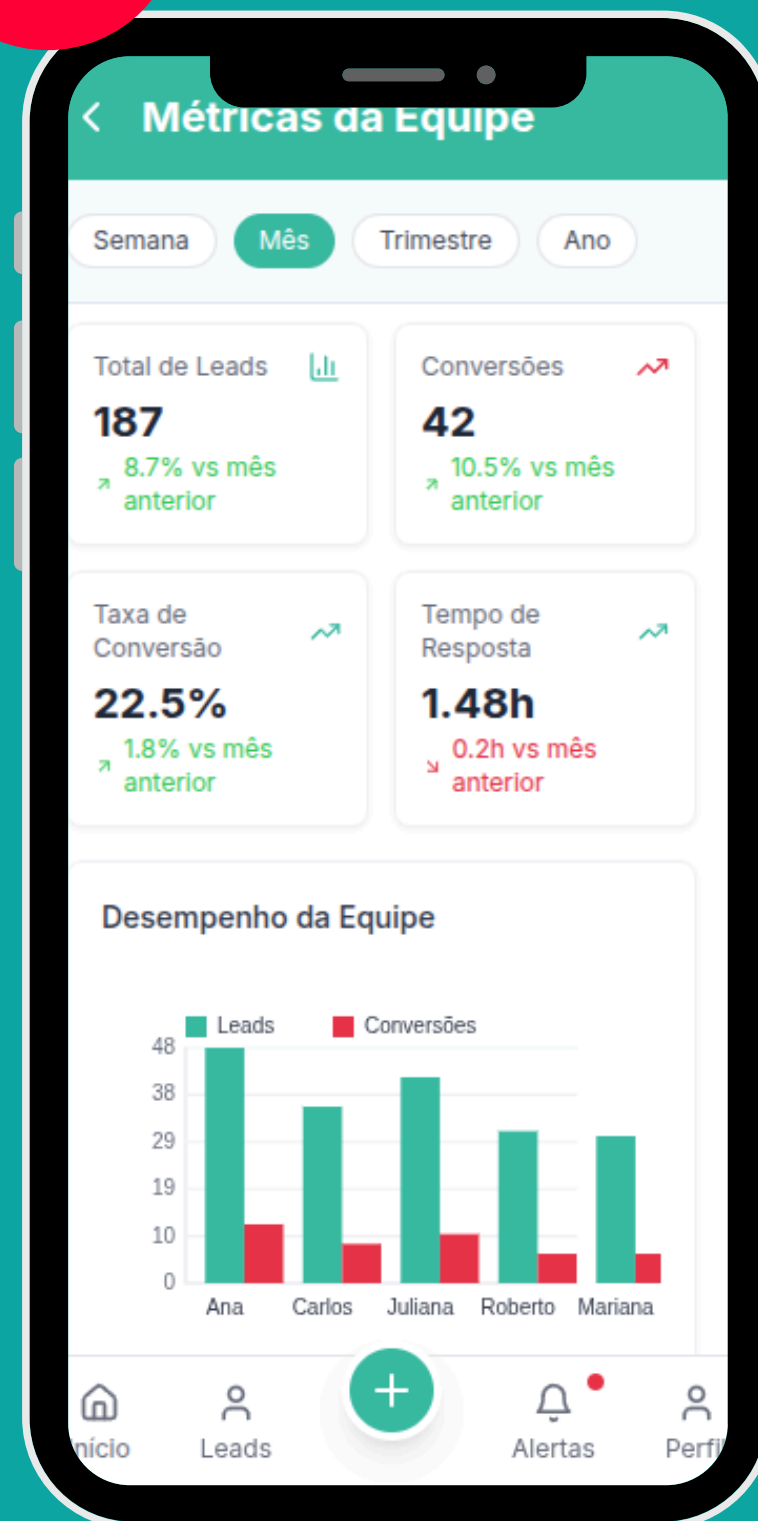 Métricas da Equipe
Semana Mês Trimestre Ano
Total de Leads
187
8.7% vs mês
anterior
Conversões
42
10.5% vs mês
anterior
Taxa de
Conversão
22.5%
1.8% vs mês
anterior
Tempo de
Resposta
1.48h
0.2h vs mês
anterior
Desempenho da Equipe
Leads Conversões
48
38
29
19
10
0
Ana Carlos Juliana Roberto Mariana
nício Leads Alertas Perfil